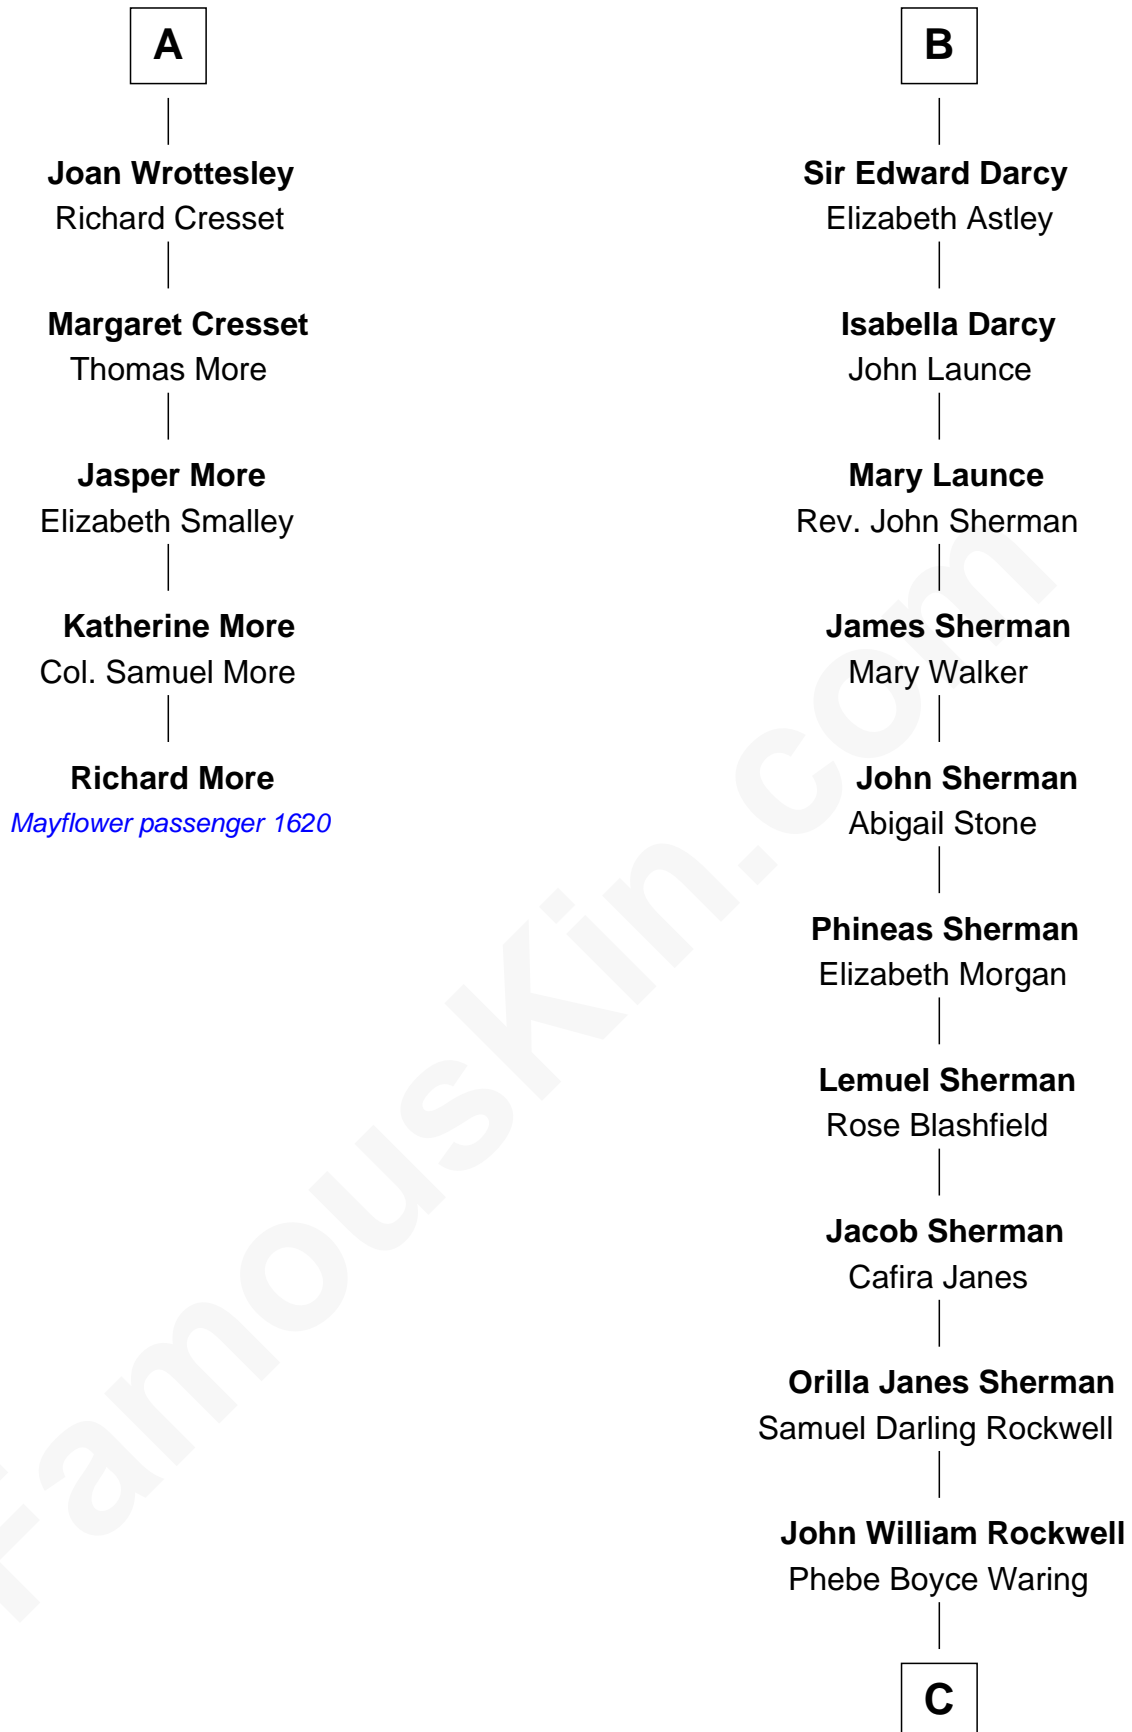 A
Joan Wrottesley
Richard Cresset
Margaret Cresset
Thomas More
Jasper More
Elizabeth Smalley
Katherine More
Col. Samuel More
Richard More
Mayflower passenger 1620
B
Sir Edward Darcy
Elizabeth Astley
Isabella Darcy
John Launce
Mary Launce
Rev. John Sherman
James Sherman
Mary Walker
John Sherman
Abigail Stone
Phineas Sherman
Elizabeth Morgan
Lemuel Sherman
Rose Blashfield
Jacob Sherman
Cafira Janes
Orilla Janes Sherman
Samuel Darling Rockwell
John William Rockwell
Phebe Boyce Waring
C
FamousKin.com